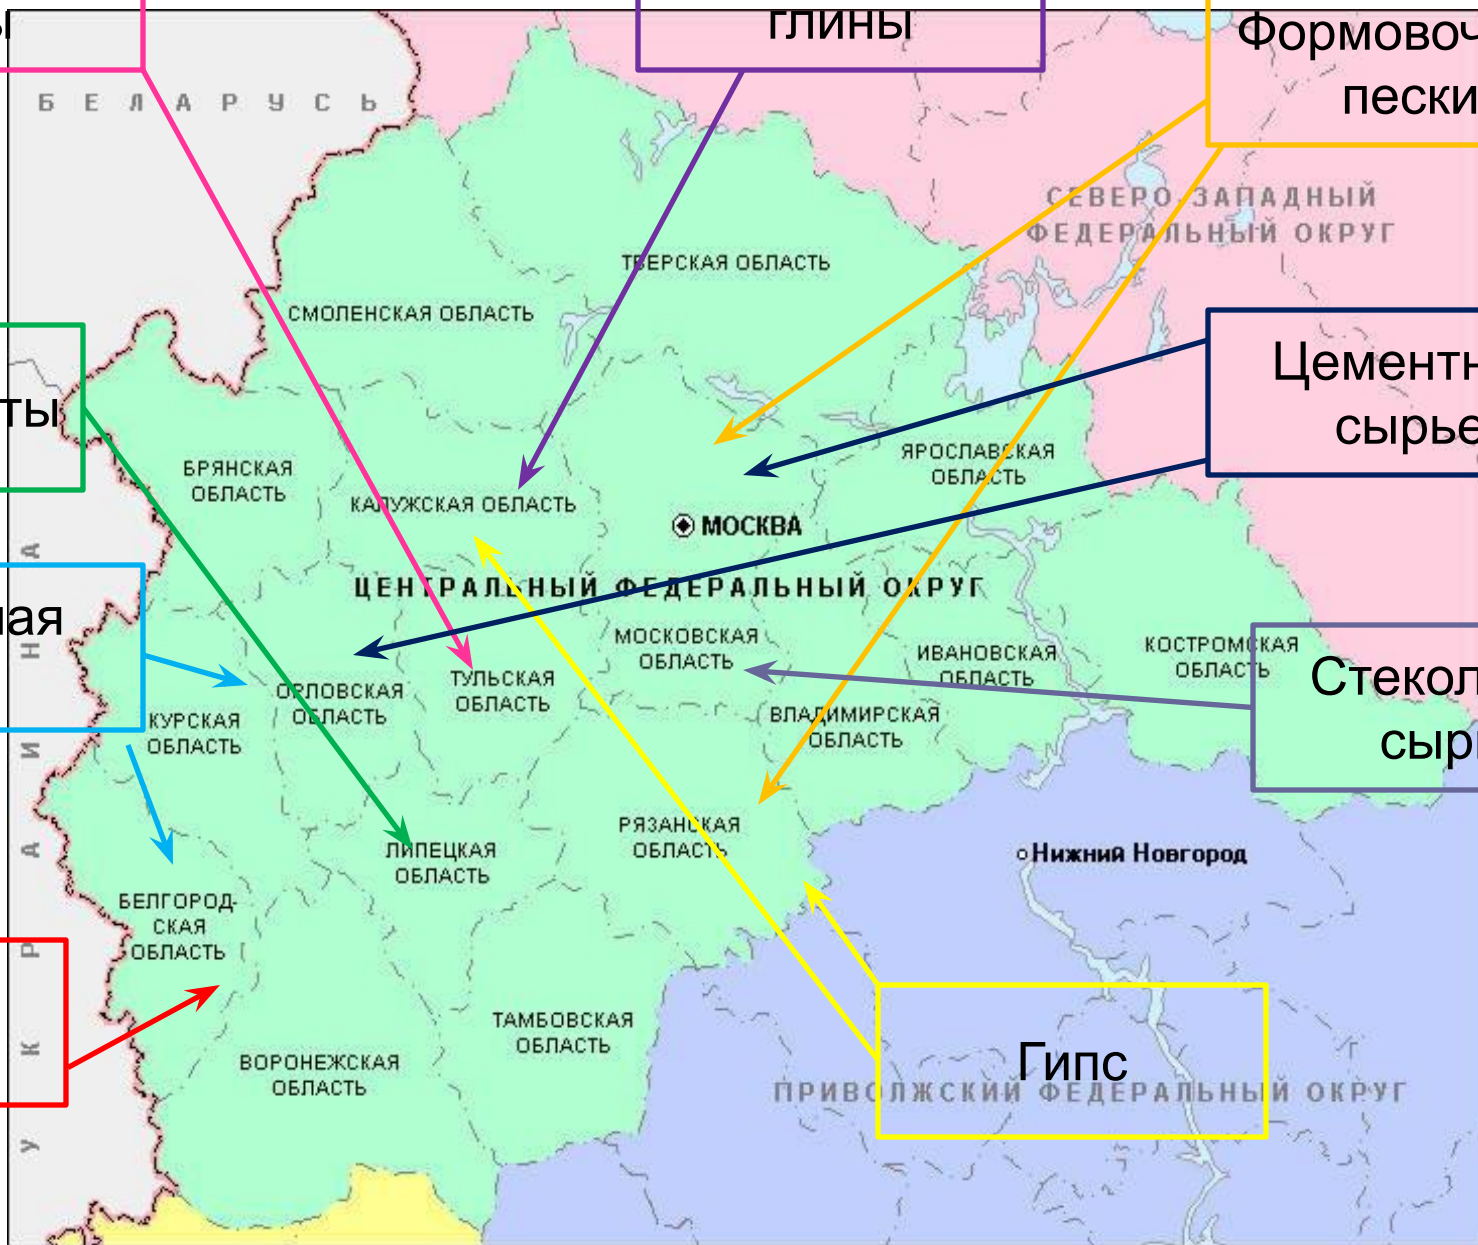 ы
глины
Формовоч
пески
БЕЛАРУСЬ
СЕВЕРО-ЗАПАДНЫЙ
ФЕДЕРАЛЬНЫЙ ОКРУГ
ТВЕРСКАЯ ОБЛАСТЬ
СМОЛЕНСКАЯ ОБЛАСТЬ
Цементн
сырье
ты
ЯРОСЛАВСКАЯ
ОБЛАСТЬ
БРЯНСКАЯ
ОБЛАСТЬ
КАЛУЖСКАЯ ОБЛАСТЬ
МОСКВА
ЦЕНТРАЛЬНЫЙ ФЕДЕРАЛЬНЫЙ ОКРУГ
ная
МОСКОВСКАЯ
ОБЛАСТЬ
ИВАНОВСКАЯ
ОБЛАСТЬ
КОСТРОМСКАЯ
ОБЛАСТЬ
Стекол
сырь
ТУЛЬСКАЯ
ОБЛАСТЬ
ОРЛОВСКАЯ
ОБЛАСТЬ
КУРСКАЯ
ОБЛАСТЬ
ВЛАДИМИРСКАЯ
ОБЛАСТЬ
РЯЗАНСКАЯ
ОБЛАСТЬ
ЛИПЕЦКАЯ
ОБЛАСТЬ
Нижний Новгород
БЕЛГОРОД-
СКАЯ
ОБЛАСТЬ
ТАМБОВСКАЯ
ОБЛАСТЬ
ВОРОНЕЖСКАЯ
ОБЛАСТЬ
Гипс
ПРИВОЛЖСКИЙ ФЕДЕРАЛЬНЫЙ ОКРУГ
УКРАИНА